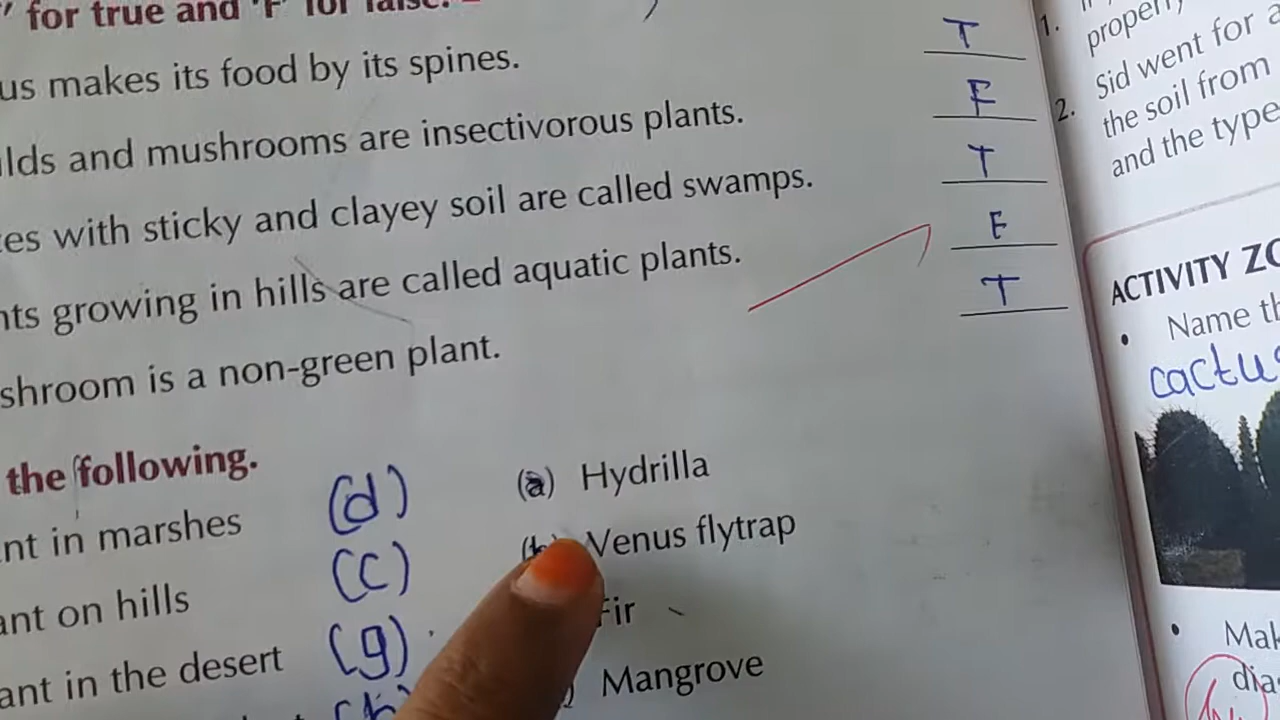 for true and 'F' for false.
us makes its food by its spines. T
lds and mushrooms are insectivorous plants. F
es with sticky and clayey soil are called swamps. T
nts growing in hills are called aquatic plants. F
shroom is a non-green plant. T
the following.
nt in marshes (d) (a) Hydrilla
ant on hills (c) (b) Venus flytrap
ant in the desert (g) Fir
Mangrove
1.
properly
2. Sid went for a
the soil from
and the type
ACTIVITY ZO
• Name th
cactus
• Mak
dia